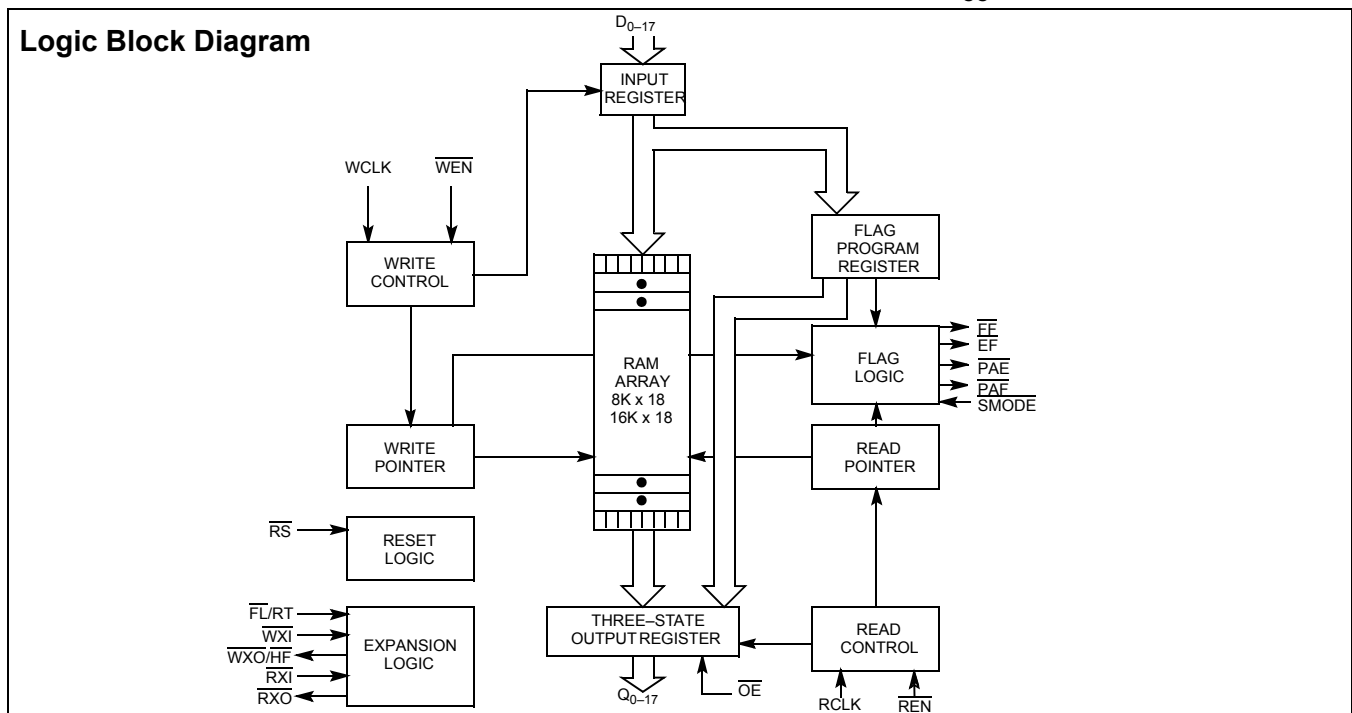 Logic Block Diagram
D0–17
INPUT
REGISTER
WCLK
WEN
FLAG
PROGRAM
REGISTER
WRITE
CONTROL
FF
EF
PAE
PAF
SMODE
FLAG
LOGIC
RAM
ARRAY
8K x 18
16K x 18
WRITE
POINTER
READ
POINTER
RS
RESET
LOGIC
FL/RT
WXI
WXO/HF
RXI
RXO
EXPANSION
LOGIC
THREE–STATE
OUTPUT REGISTER
READ
CONTROL
Q0–17
OE
RCLK
REN